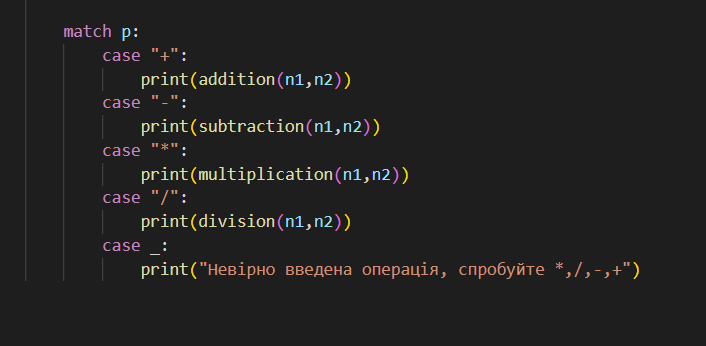 match p:
case "+":
print(addition(n1,n2))
case "-":
print(subtraction(n1,n2))
case "*":
print(multiplication(n1,n2))
case "/":
print(division(n1,n2))
case _:
print("Невірно введена операція, спробуйте *,/,-,+")